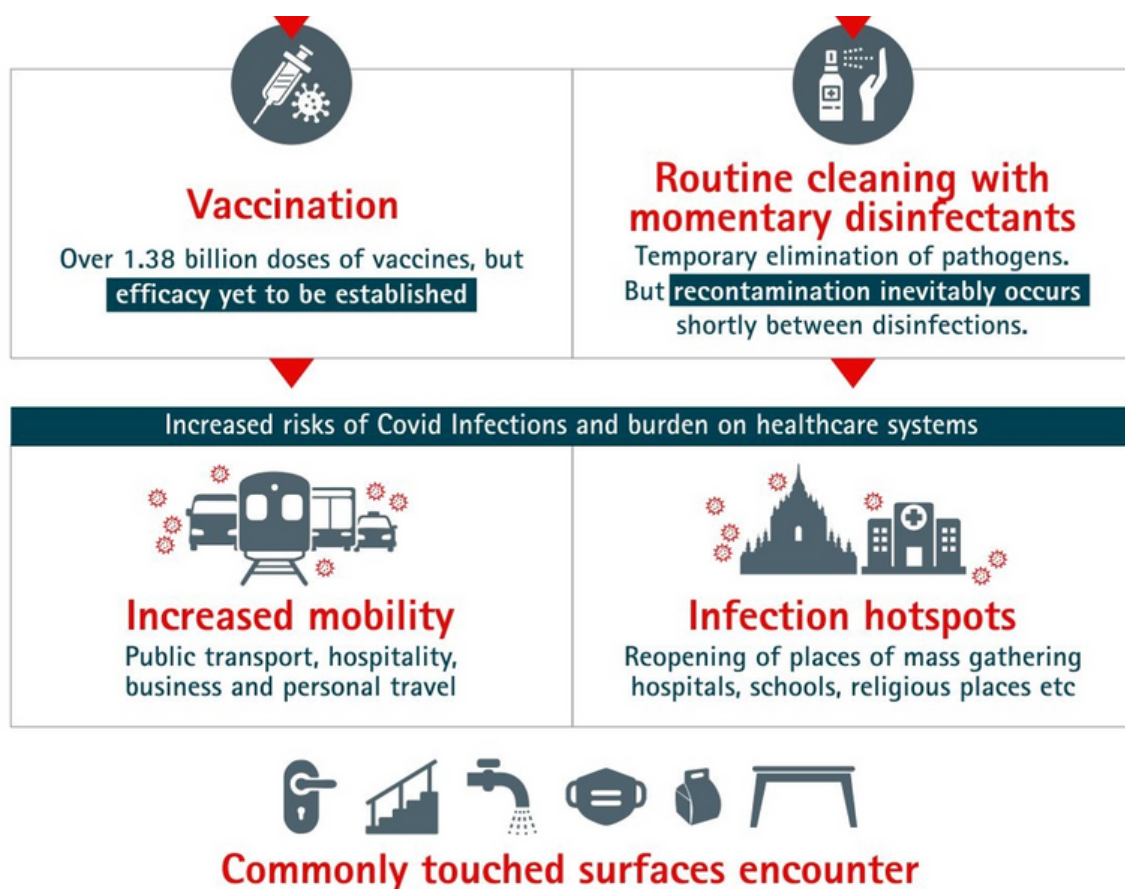 Vaccination
Over 1.38 billion doses of vaccines, but
efficacy yet to be established
Routine cleaning with
momentary disinfectants
Temporary elimination of pathogens.
But recontamination inevitably occurs
shortly between disinfections.
Increased risks of Covid Infections and burden on healthcare systems
Increased mobility
Public transport, hospitality,
business and personal travel
Infection hotspots
Reopening of places of mass gathering
hospitals, schools, religious places etc
Commonly touched surfaces encounter